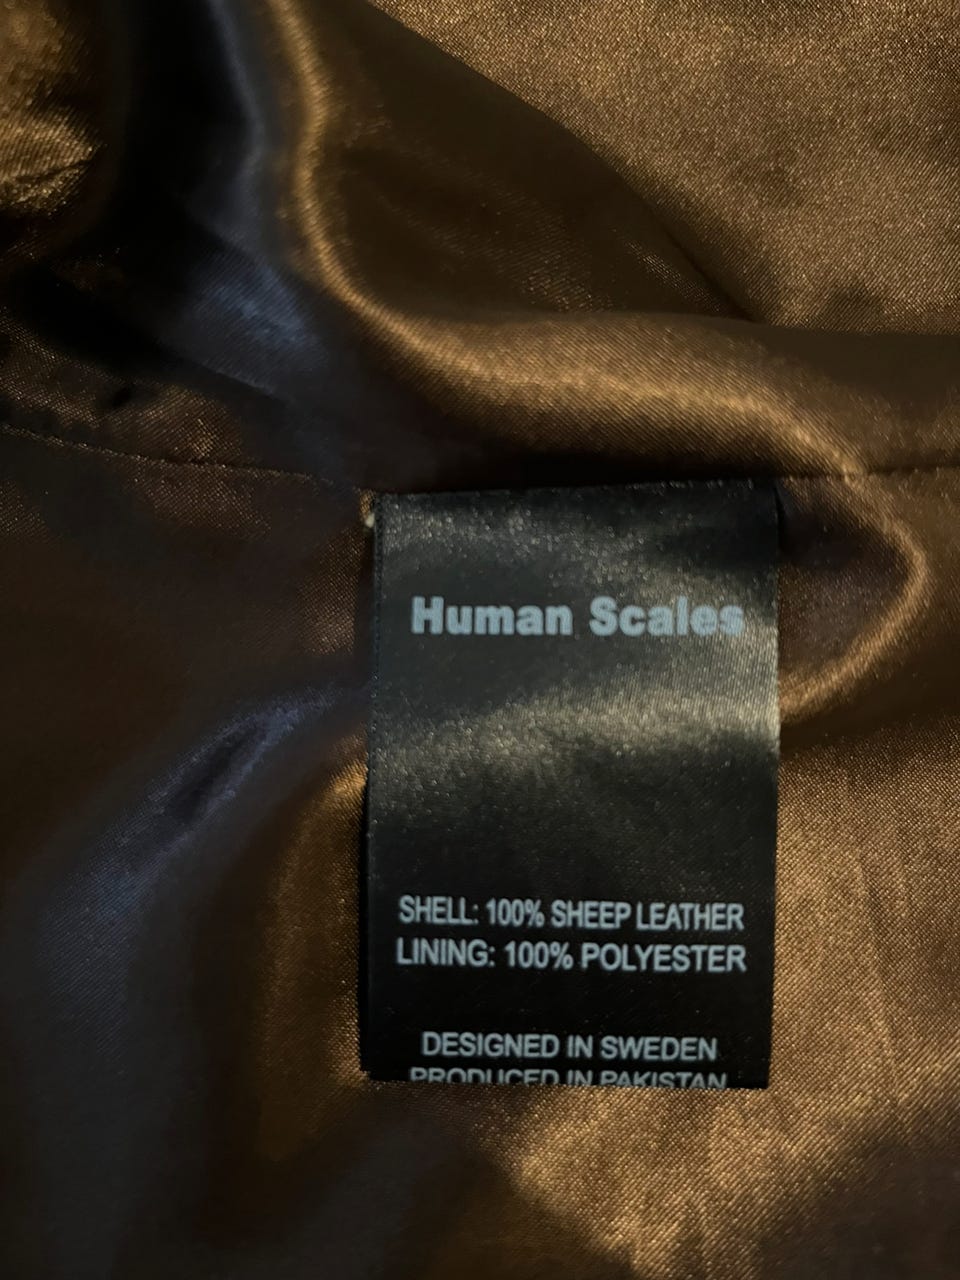 Human Scales
SHELL: 100% SHEEP LEATHER
LINING: 100% POLYESTER
DESIGNED IN SWEDEN
PRODUCED IN PAKISTAN